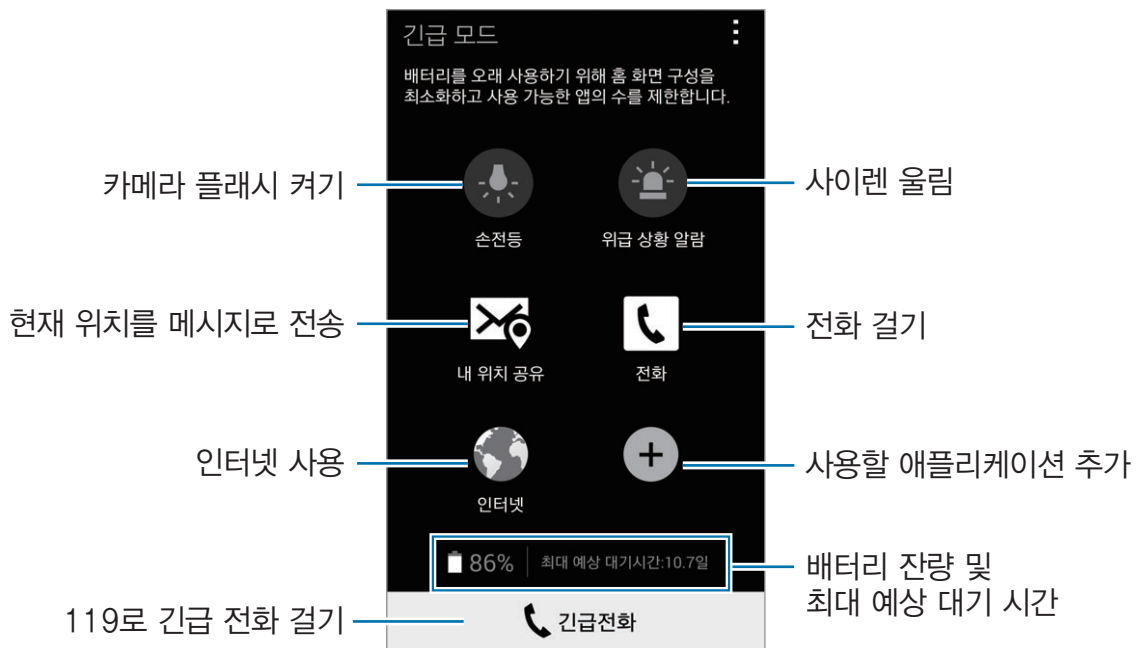 긴급 모드
배터리를 오래 사용하기 위해 홈 화면 구성을
최소화하고 사용 가능한 앱의 수를 제한합니다.
카메라 플래시 켜기
사이렌 울림
손전등
위급 상황 알람
현재 위치를 메시지로 전송
전화 걸기
내 위치 공유
전화
인터넷 사용
사용할 애플리케이션 추가
인터넷
86%
최대 예상 대기시간:10.7일
배터리 잔량 및
최대 예상 대기 시간
119로 긴급 전화 걸기
긴급전화